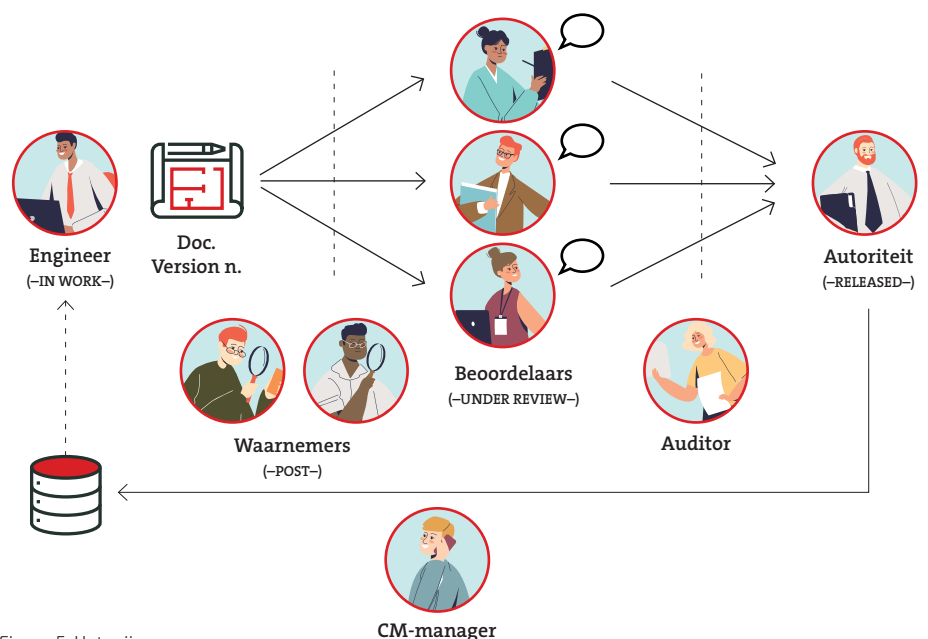 Engineer
(–IN WORK–)
Doc.
Version n.
Autoriteit
(–RELEASED–)
Beoordelaars
(–UNDER REVIEW–)
Waarnemers
(–POST–)
Auditor
CM-manager